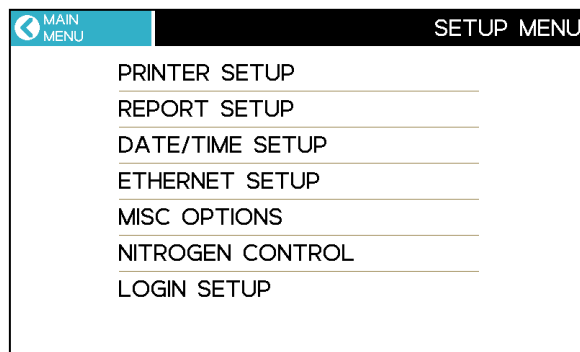 MAIN
MENU
SETUP MENU
PRINTER SETUP
REPORT SETUP
DATE/TIME SETUP
ETHERNET SETUP
MISC OPTIONS
NITROGEN CONTROL
LOGIN SETUP